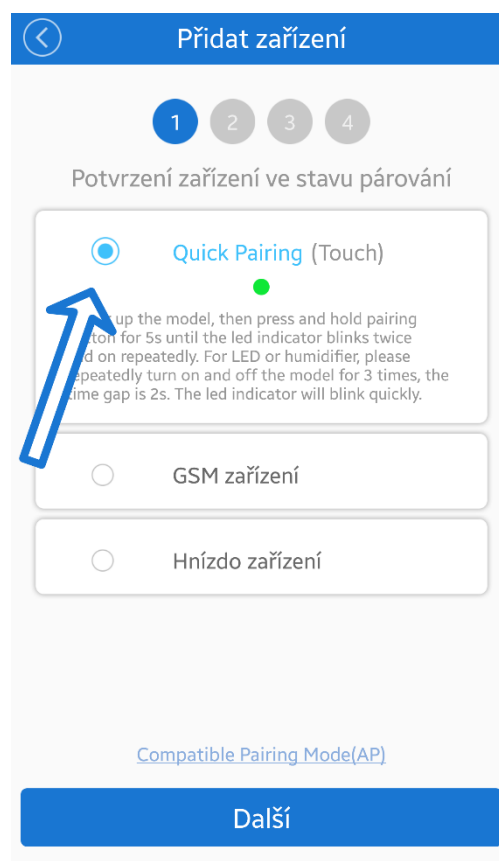 Přidat zařízení
1 2 3 4
Potvrzení zařízení ve stavu párování
Quick Pairing (Touch)
up the model, then press and hold pairing
for 5s until the led indicator blinks twice
on repeatedly. For LED or humidifier, please
repeatedly turn on and off the model for 3 times, the
time gap is 2s. The led indicator will blink quickly.
GSM zařízení
Hnízdo zařízení
Compatible Pairing Mode(AP)
Další